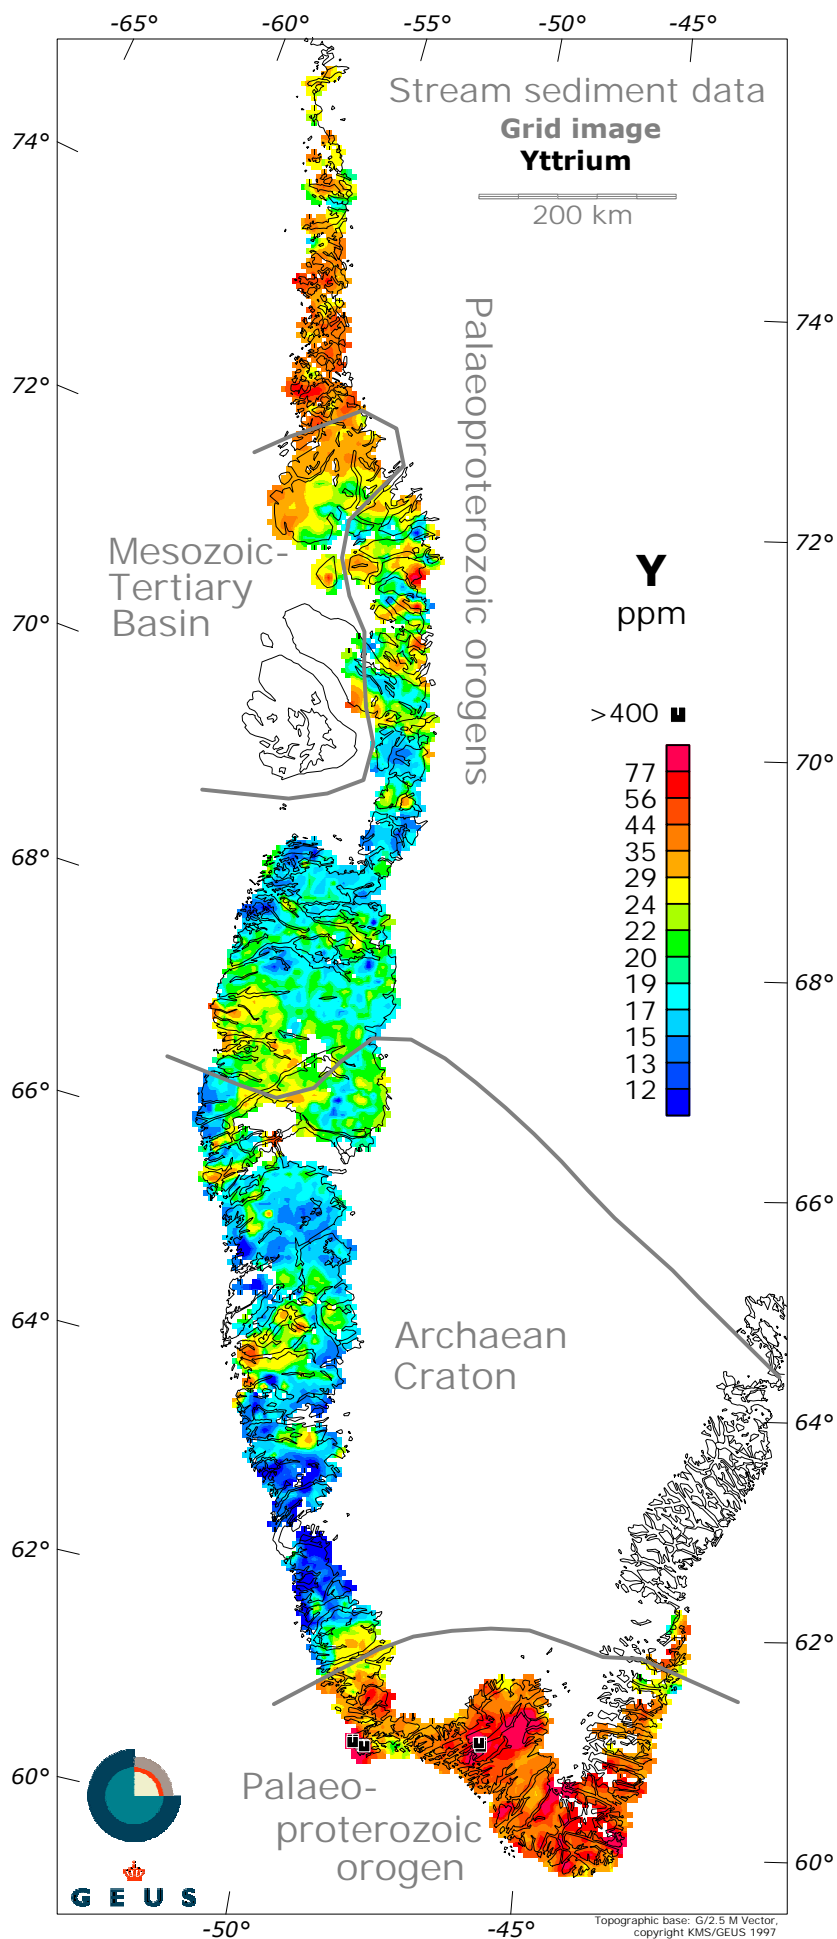 -65° -60° -55° -50° -45°
Stream sediment data
Grid image
Yttrium
200 km
74°
74°
72°
72°
70°
70°
68°
68°
66°
66°
64°
64°
62°
62°
60°
60°
Palaeoproterozoic orogens
Mesozoic-
Tertiary
Basin
Y
ppm
>400
77
56
44
35
29
24
22
20
19
17
15
13
12
Archaean
Craton
Palaeo-
proterozoic
orogen
GEUS
-50° -45°
Topographic base: G/2.5 M Vector,
copyright KMS/GEUS 1997